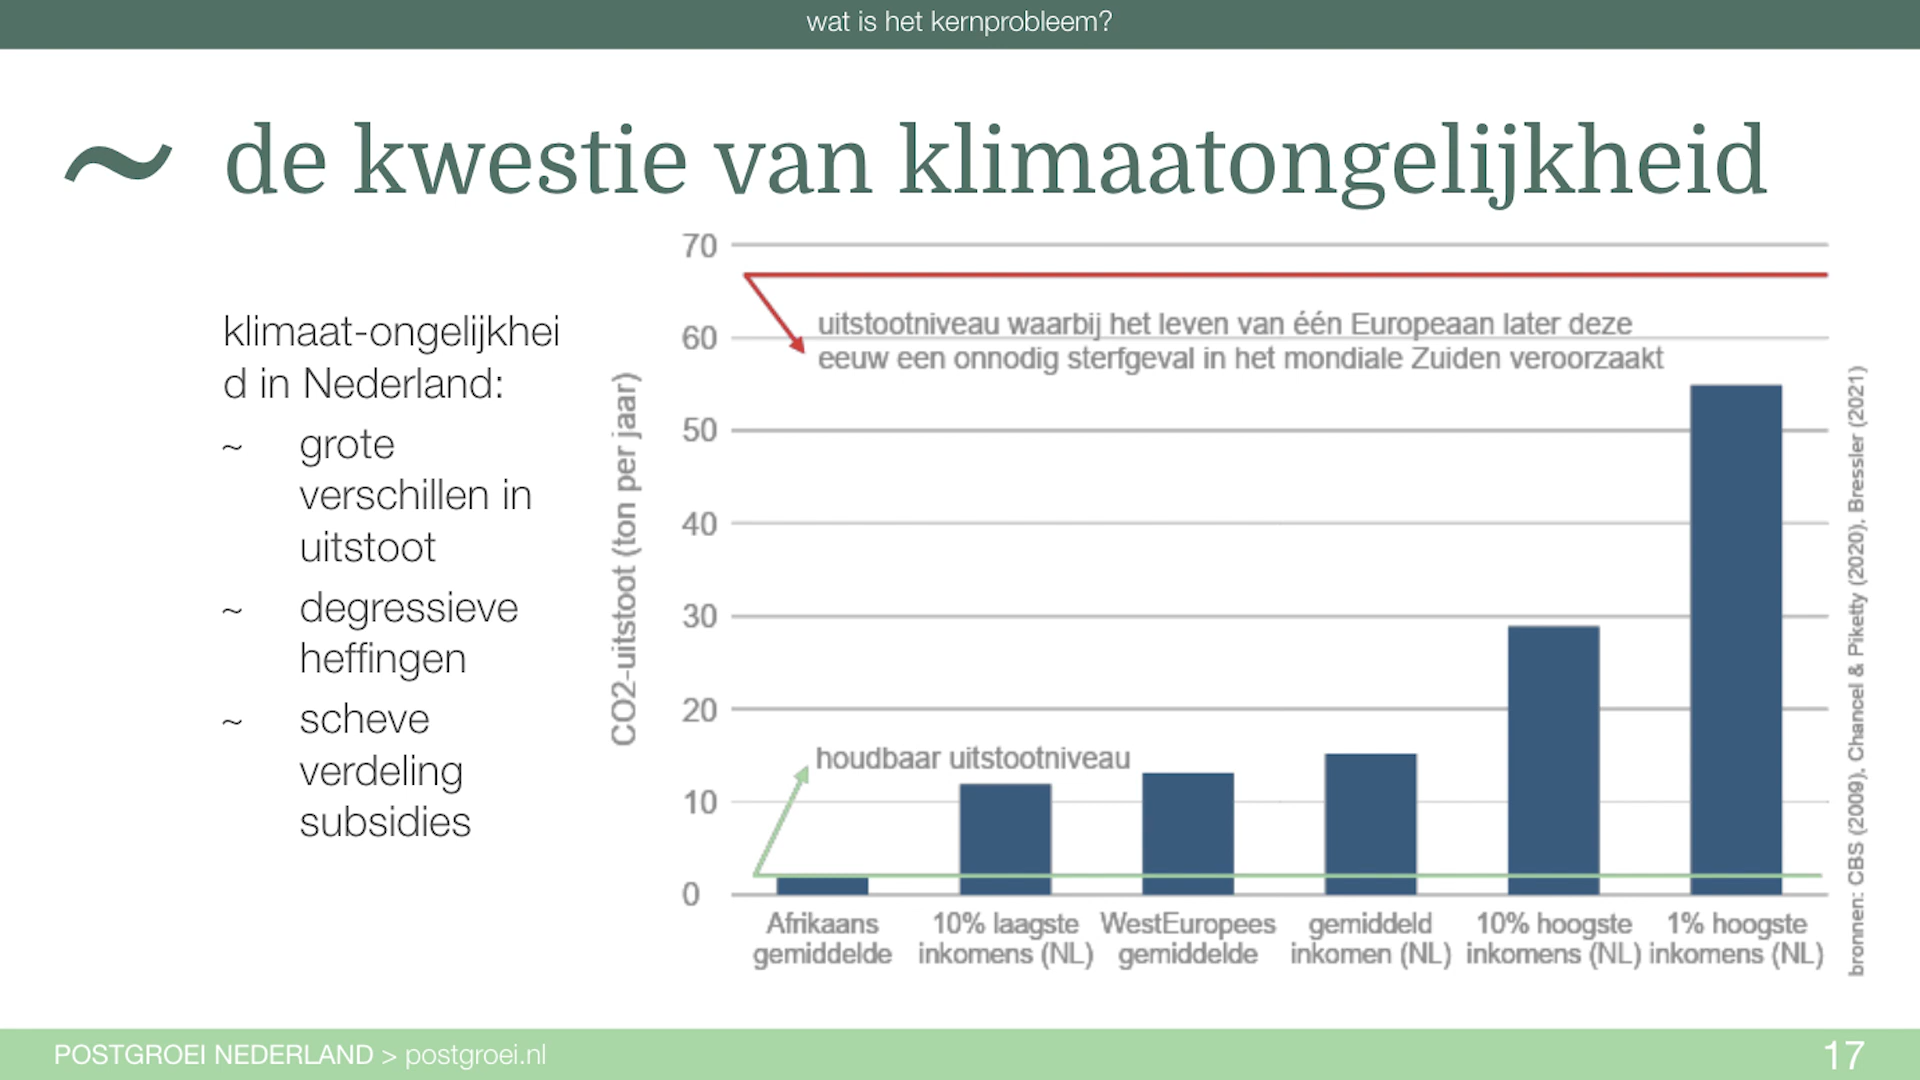 wat is het kernprobleem?
~ de kwestie van klimaatongelijkheid
klimaat-ongelijkhei
d in Nederland:
~ grote
verschillen in
uitstoot
~ degressieve
heffingen
~ scheve
verdeling
subsidies
CO2-uitstoot (ton per jaar)
70
60
50
40
30
20
10
0
uitstootniveau waarbij het leven van één Europeaan later deze
eeuw een onnodig sterfgeval in het mondiale Zuiden veroorzaakt
houdbaar uitstootniveau
Afrikaans
gemiddelde
10% laagste
inkomens (NL)
WestEuropees
gemiddelde
gemiddeld
inkomen (NL)
10% hoogste
inkomens (NL)
1% hoogste
inkomens (NL)
bronnen: CBS (2009), Chancel & Piketty (2020), Bressler (2021)
POSTGROEI NEDERLAND > postgroei.nl
17